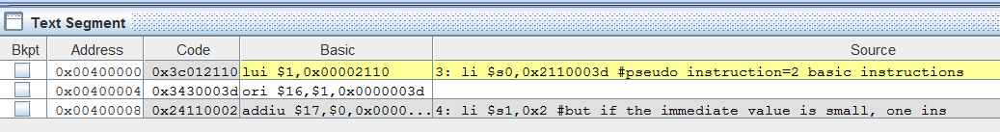 Text Segment
Bkpt Address Code Basic Source
0x00400000 0x3c012110 lui $1,0x00002110 3: li $s0,0x2110003d #pseudo instruction=2 basic instructions
0x00400004 0x3430003d ori $16,$1,0x0000003d
0x00400008 0x24110002 addiu $17,$0,0x0000... 4: li $s1,0x2 #but if the immediate value is small, one ins